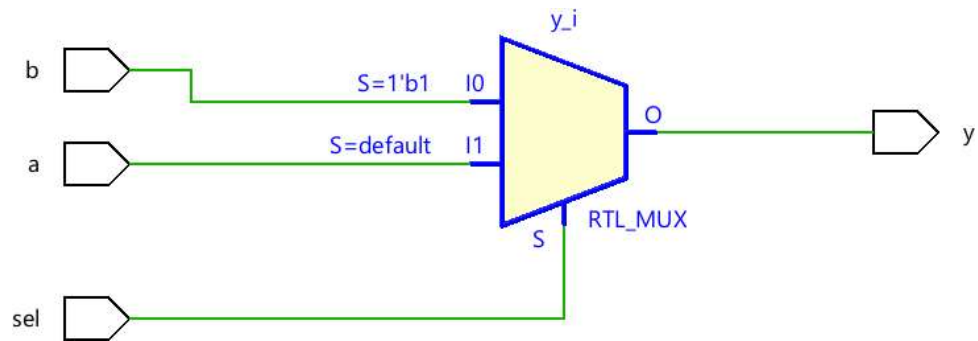 y_i
b
S=1'b1 I0
O
y
a
S=default I1
S
RTL_MUX
sel